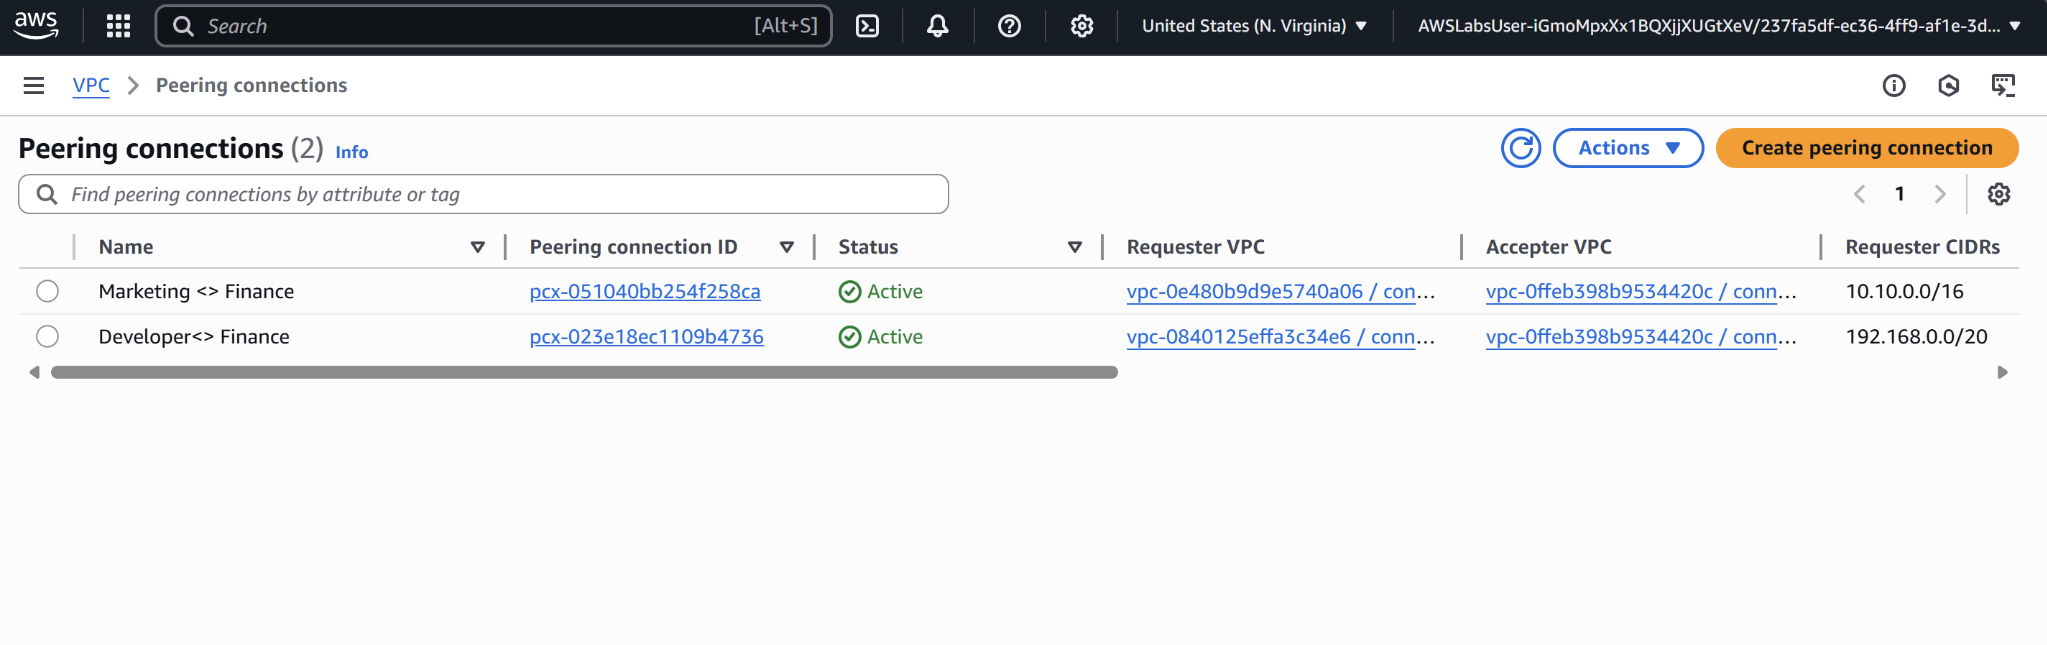 aws Search [Alt+S] United States (N. Virginia) AWSLabsUser-iGmoMpxXx1BQXjjXUGtXeV/237fa5df-ec36-4ff9-af1e-3d...
VPC Peering connections
Peering connections (2) Info Actions Create peering connection
Find peering connections by attribute or tag 1
Name Peering connection ID Status Requester VPC Accepter VPC Requester CIDRs
Marketing <> Finance pcx-051040bb254f258ca Active vpc-0e480b9d9e5740a06 / con... vpc-0ffeb398b9534420c / conn... 10.10.0.0/16
Developer<> Finance pcx-023e18ec1109b4736 Active vpc-0840125effa3c34e6 / conn... vpc-0ffeb398b9534420c / conn... 192.168.0.0/20